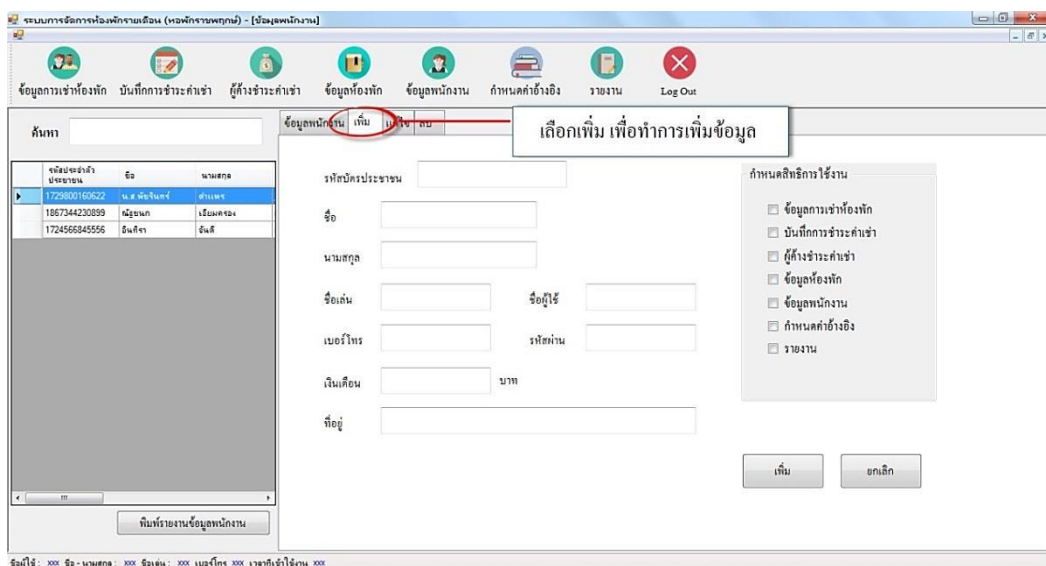 ระบบการจัดการห้องพักรายเดือน (หอพักราชพฤกษ์) - [ข้อมูลพนักงาน]
ข้อมูลการเช่าห้องพัก บันทึกการชำระค่าเช่า ผู้ค้างชำระค่าเช่า ข้อมูลห้องพัก ข้อมูลพนักงาน กำหนดค่าอ้างอิง รายงาน Log Out
ค้นหา
รหัสประจำตัวประชาชน ชื่อ นามสกุล
1729800160622 น.ส.พัชรินทร์
1867344230899 ณัฐชนก เอี่ยมครอง
1724566845556 อินทิรา จันดี
พิมพ์รายงานข้อมูลพนักงาน
ข้อมูลพนักงาน เพิ่ม แก้ไข ลบ
เลือกเพิ่ม เพื่อทำการเพิ่มข้อมูล
รหัสบัตรประชาชน
ชื่อ
นามสกุล
ชื่อเล่น ชื่อผู้ใช้
เบอร์โทร รหัสผ่าน
เงินเดือน บาท
ที่อยู่
กำหนดสิทธิการใช้งาน
ข้อมูลการเช่าห้องพัก
บันทึกการชำระค่าเช่า
ผู้ค้างชำระค่าเช่า
ข้อมูลห้องพัก
ข้อมูลพนักงาน
กำหนดค่าอ้างอิง
รายงาน
เพิ่ม ยกเลิก
ชื่อผู้ใช้ : xxx ชื่อ - นามสกุล : xxx ชื่อเล่น : xxx เบอร์โทร xxx เวลาที่เข้าใช้งาน xxx